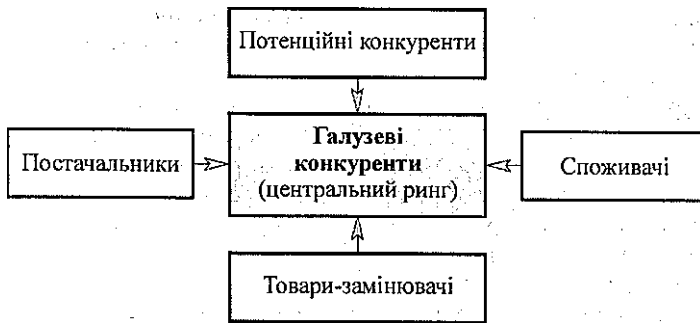 Потенційні конкуренти
Галузеві
конкуренти
(центральний ринг)
Постачальники
Споживачі
Товари-замінювачі